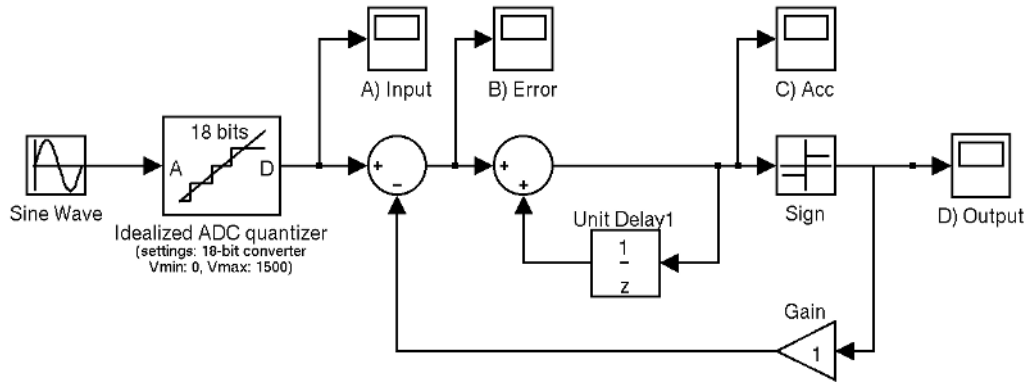 A) Input
B) Error
C) Acc
18 bits
A
D
+
−
+
+
Sine Wave
Idealized ADC quantizer
(settings: 18-bit converter
Vmin: 0, Vmax: 1500)
Unit Delay1
1
z
Sign
D) Output
Gain
1